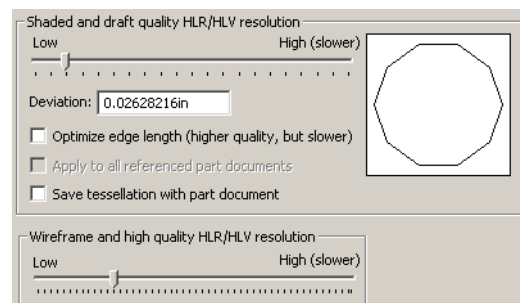 Shaded and draft quality HLR/HLV resolution
Low High (slower)
Deviation: 0.02628216in
Optimize edge length (higher quality, but slower)
Apply to all referenced part documents
Save tessellation with part document
Wireframe and high quality HLR/HLV resolution
Low High (slower)